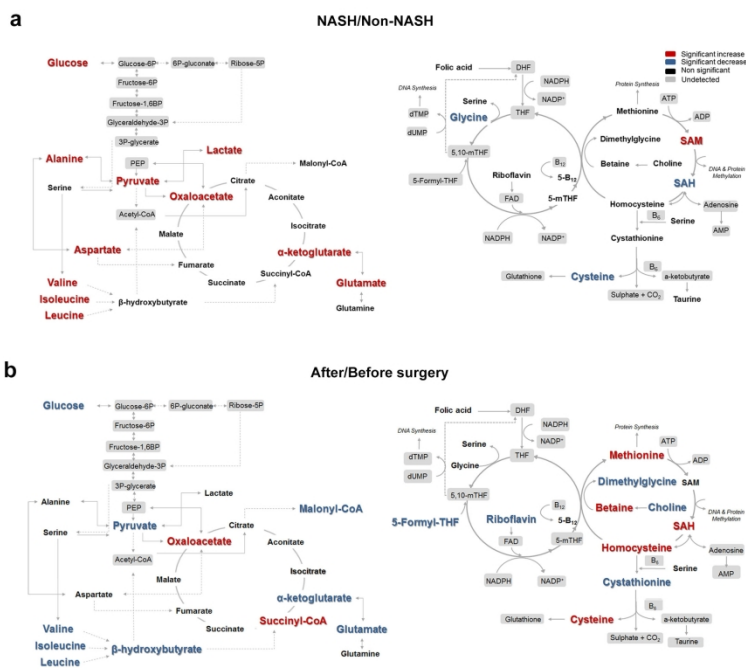 a
NASH/Non-NASH
Glucose
Glucose-6P
6P-gluconate
Ribose-5P
Fructose-6P
Fructose-1,6BP
Glyceraldehyde-3P
3P-glycerate
PEP
Lactate
Alanine
Pyruvate
Serine
Oxaloacetate
Citrate
Malonyl-CoA
Acetyl-CoA
Aconitate
Malate
Isocitrate
Aspartate
α-ketoglutarate
Fumarate
Succinyl-CoA
Succinate
Glutamate
Glutamine
Valine
Isoleucine
Leucine
β-hydroxybutyrate
Significant increase
Significant decrease
Non significant
Undetected
Folic acid
DHF
NADPH
NADP⁺
THF
DNA Synthesis
dTMP
dUMP
Serine
Glycine
5,10-mTHF
5-Formyl-THF
Riboflavin
FAD
NADPH
NADP⁺
B₁₂
5-B₁₂
5-mTHF
Protein Synthesis
Methionine
ATP
ADP
SAM
Dimethylglycine
Betaine
Choline
DNA & Protein
Methylation
SAH
Homocysteine
Adenosine
AMP
B₆
Serine
Cystathionine
Glutathione
Cysteine
B₆
a-ketobutyrate
Sulphate + CO₂
Taurine
b
After/Before surgery
Glucose
Glucose-6P
6P-gluconate
Ribose-5P
Fructose-6P
Fructose-1,6BP
Glyceraldehyde-3P
3P-glycerate
PEP
Lactate
Alanine
Pyruvate
Serine
Oxaloacetate
Citrate
Malonyl-CoA
Acetyl-CoA
Aconitate
Malate
Isocitrate
Aspartate
α-ketoglutarate
Fumarate
Succinyl-CoA
Succinate
Glutamate
Glutamine
Valine
Isoleucine
Leucine
β-hydroxybutyrate
Folic acid
DHF
NADPH
NADP⁺
THF
DNA Synthesis
dTMP
dUMP
Serine
Glycine
5,10-mTHF
5-Formyl-THF
Riboflavin
FAD
NADPH
NADP⁺
B₁₂
5-B₁₂
5-mTHF
Protein Synthesis
Methionine
ATP
ADP
SAM
Dimethylglycine
Betaine
Choline
DNA & Protein
Methylation
SAH
Homocysteine
Adenosine
AMP
B₆
Serine
Cystathionine
Glutathione
Cysteine
B₆
a-ketobutyrate
Sulphate + CO₂
Taurine